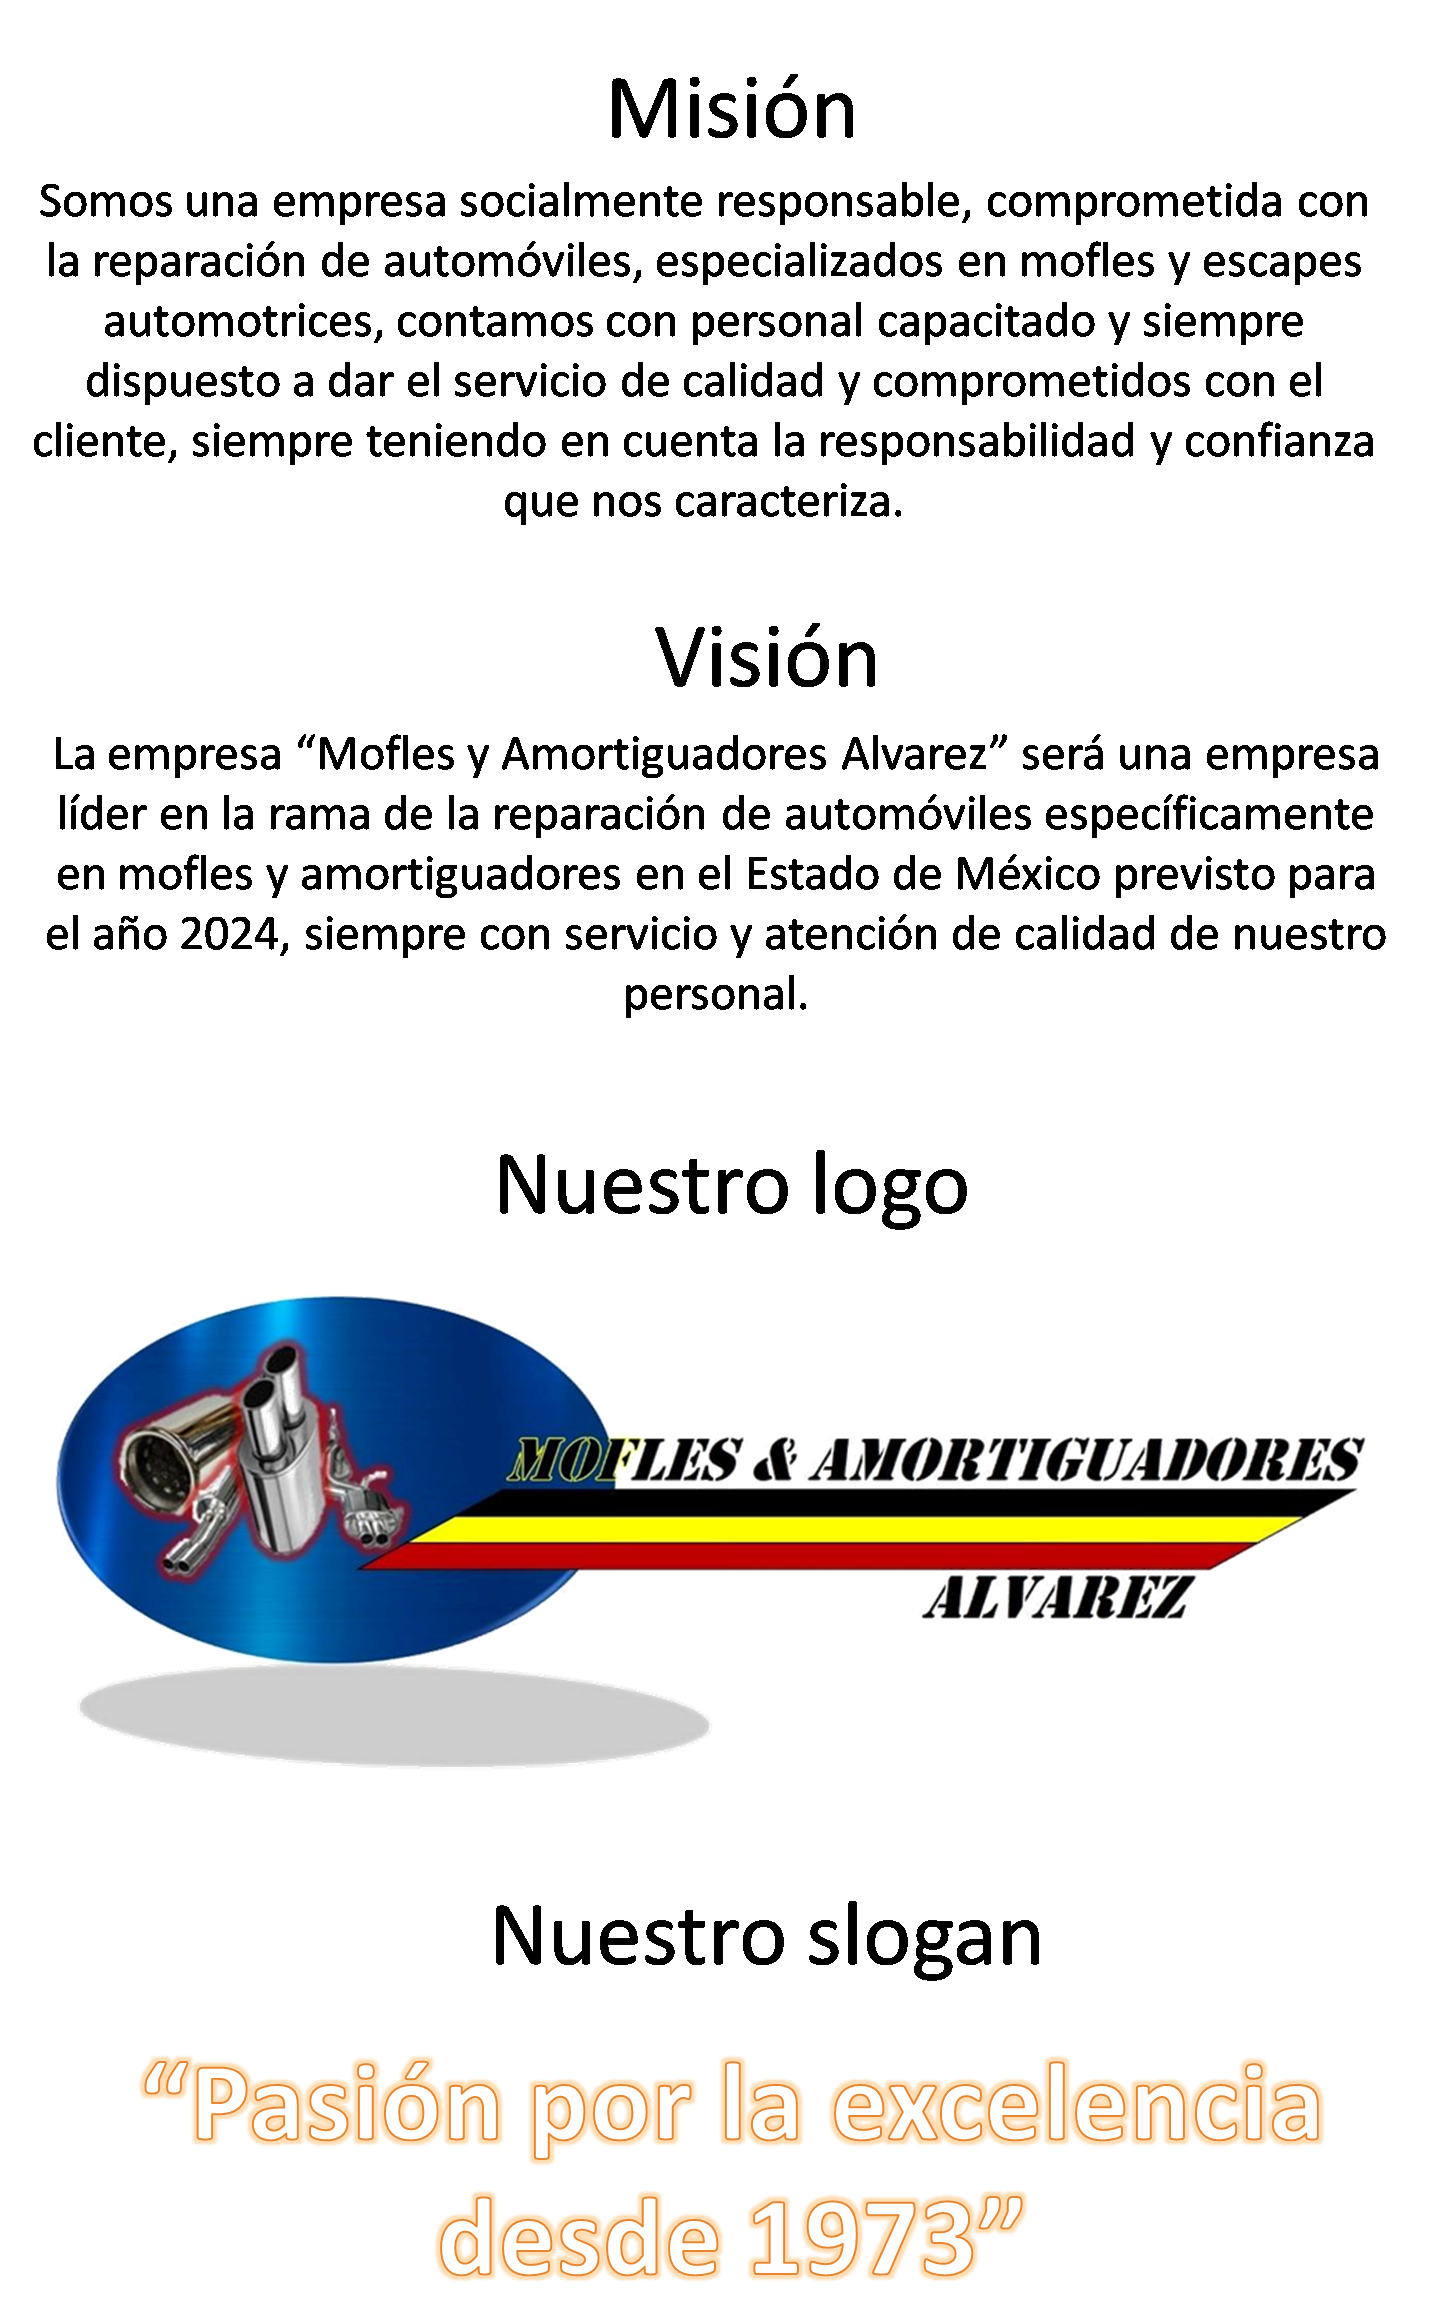 Misión
Somos una empresa socialmente responsable, comprometida con
la reparación de automóviles, especializados en mofles y escapes
automotrices, contamos con personal capacitado y siempre
dispuesto a dar el servicio de calidad y comprometidos con el
cliente, siempre teniendo en cuenta la responsabilidad y confianza
que nos caracteriza.
Visión
La empresa “Mofles y Amortiguadores Alvarez” será una empresa
líder en la rama de la reparación de automóviles específicamente
en mofles y amortiguadores en el Estado de México previsto para
el año 2024, siempre con servicio y atención de calidad de nuestro
personal.
Nuestro logo
MOFLES & AMORTIGUADORES
ALVAREZ
Nuestro slogan
“Pasión por la excelencia
desde 1973”